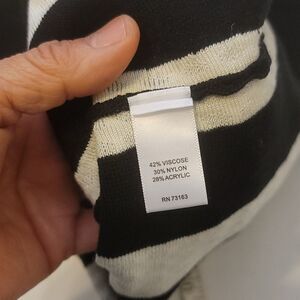 42% VISCOSE
30% NYLON
28% ACRYLIC
RN 73163